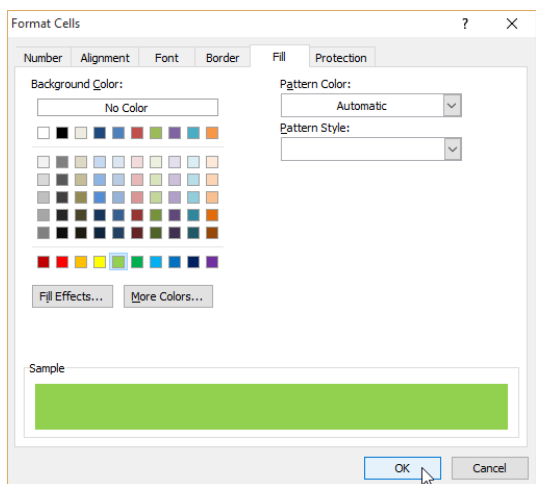 Format Cells ?
Number Alignment Font Border Fill Protection
Background Color:
No Color
Pattern Color:
Automatic
Pattern Style:
Fill Effects... More Colors...
Sample
OK Cancel